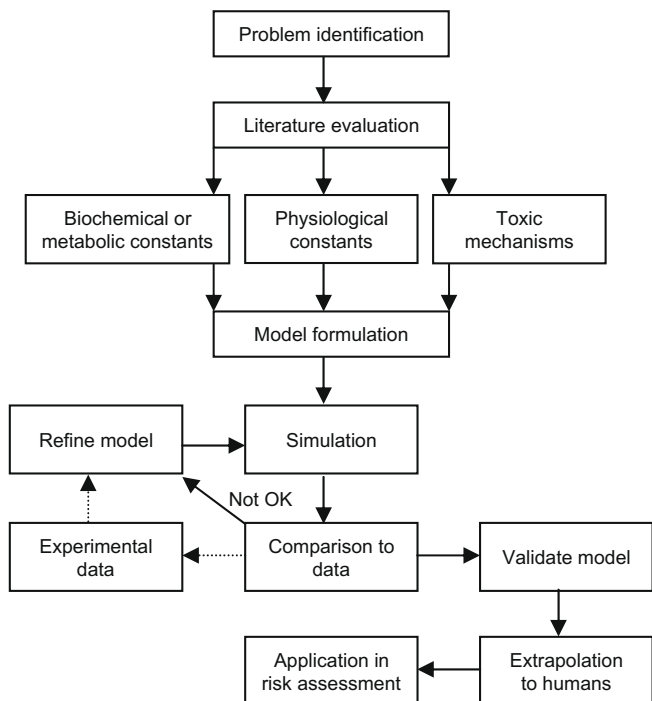 Problem identification
Literature evaluation
Biochemical or
metabolic constants
Physiological
constants
Toxic
mechanisms
Model formulation
Refine model
Simulation
Not OK
Experimental
data
Comparison to
data
Validate model
Application in
risk assessment
Extrapolation
to humans